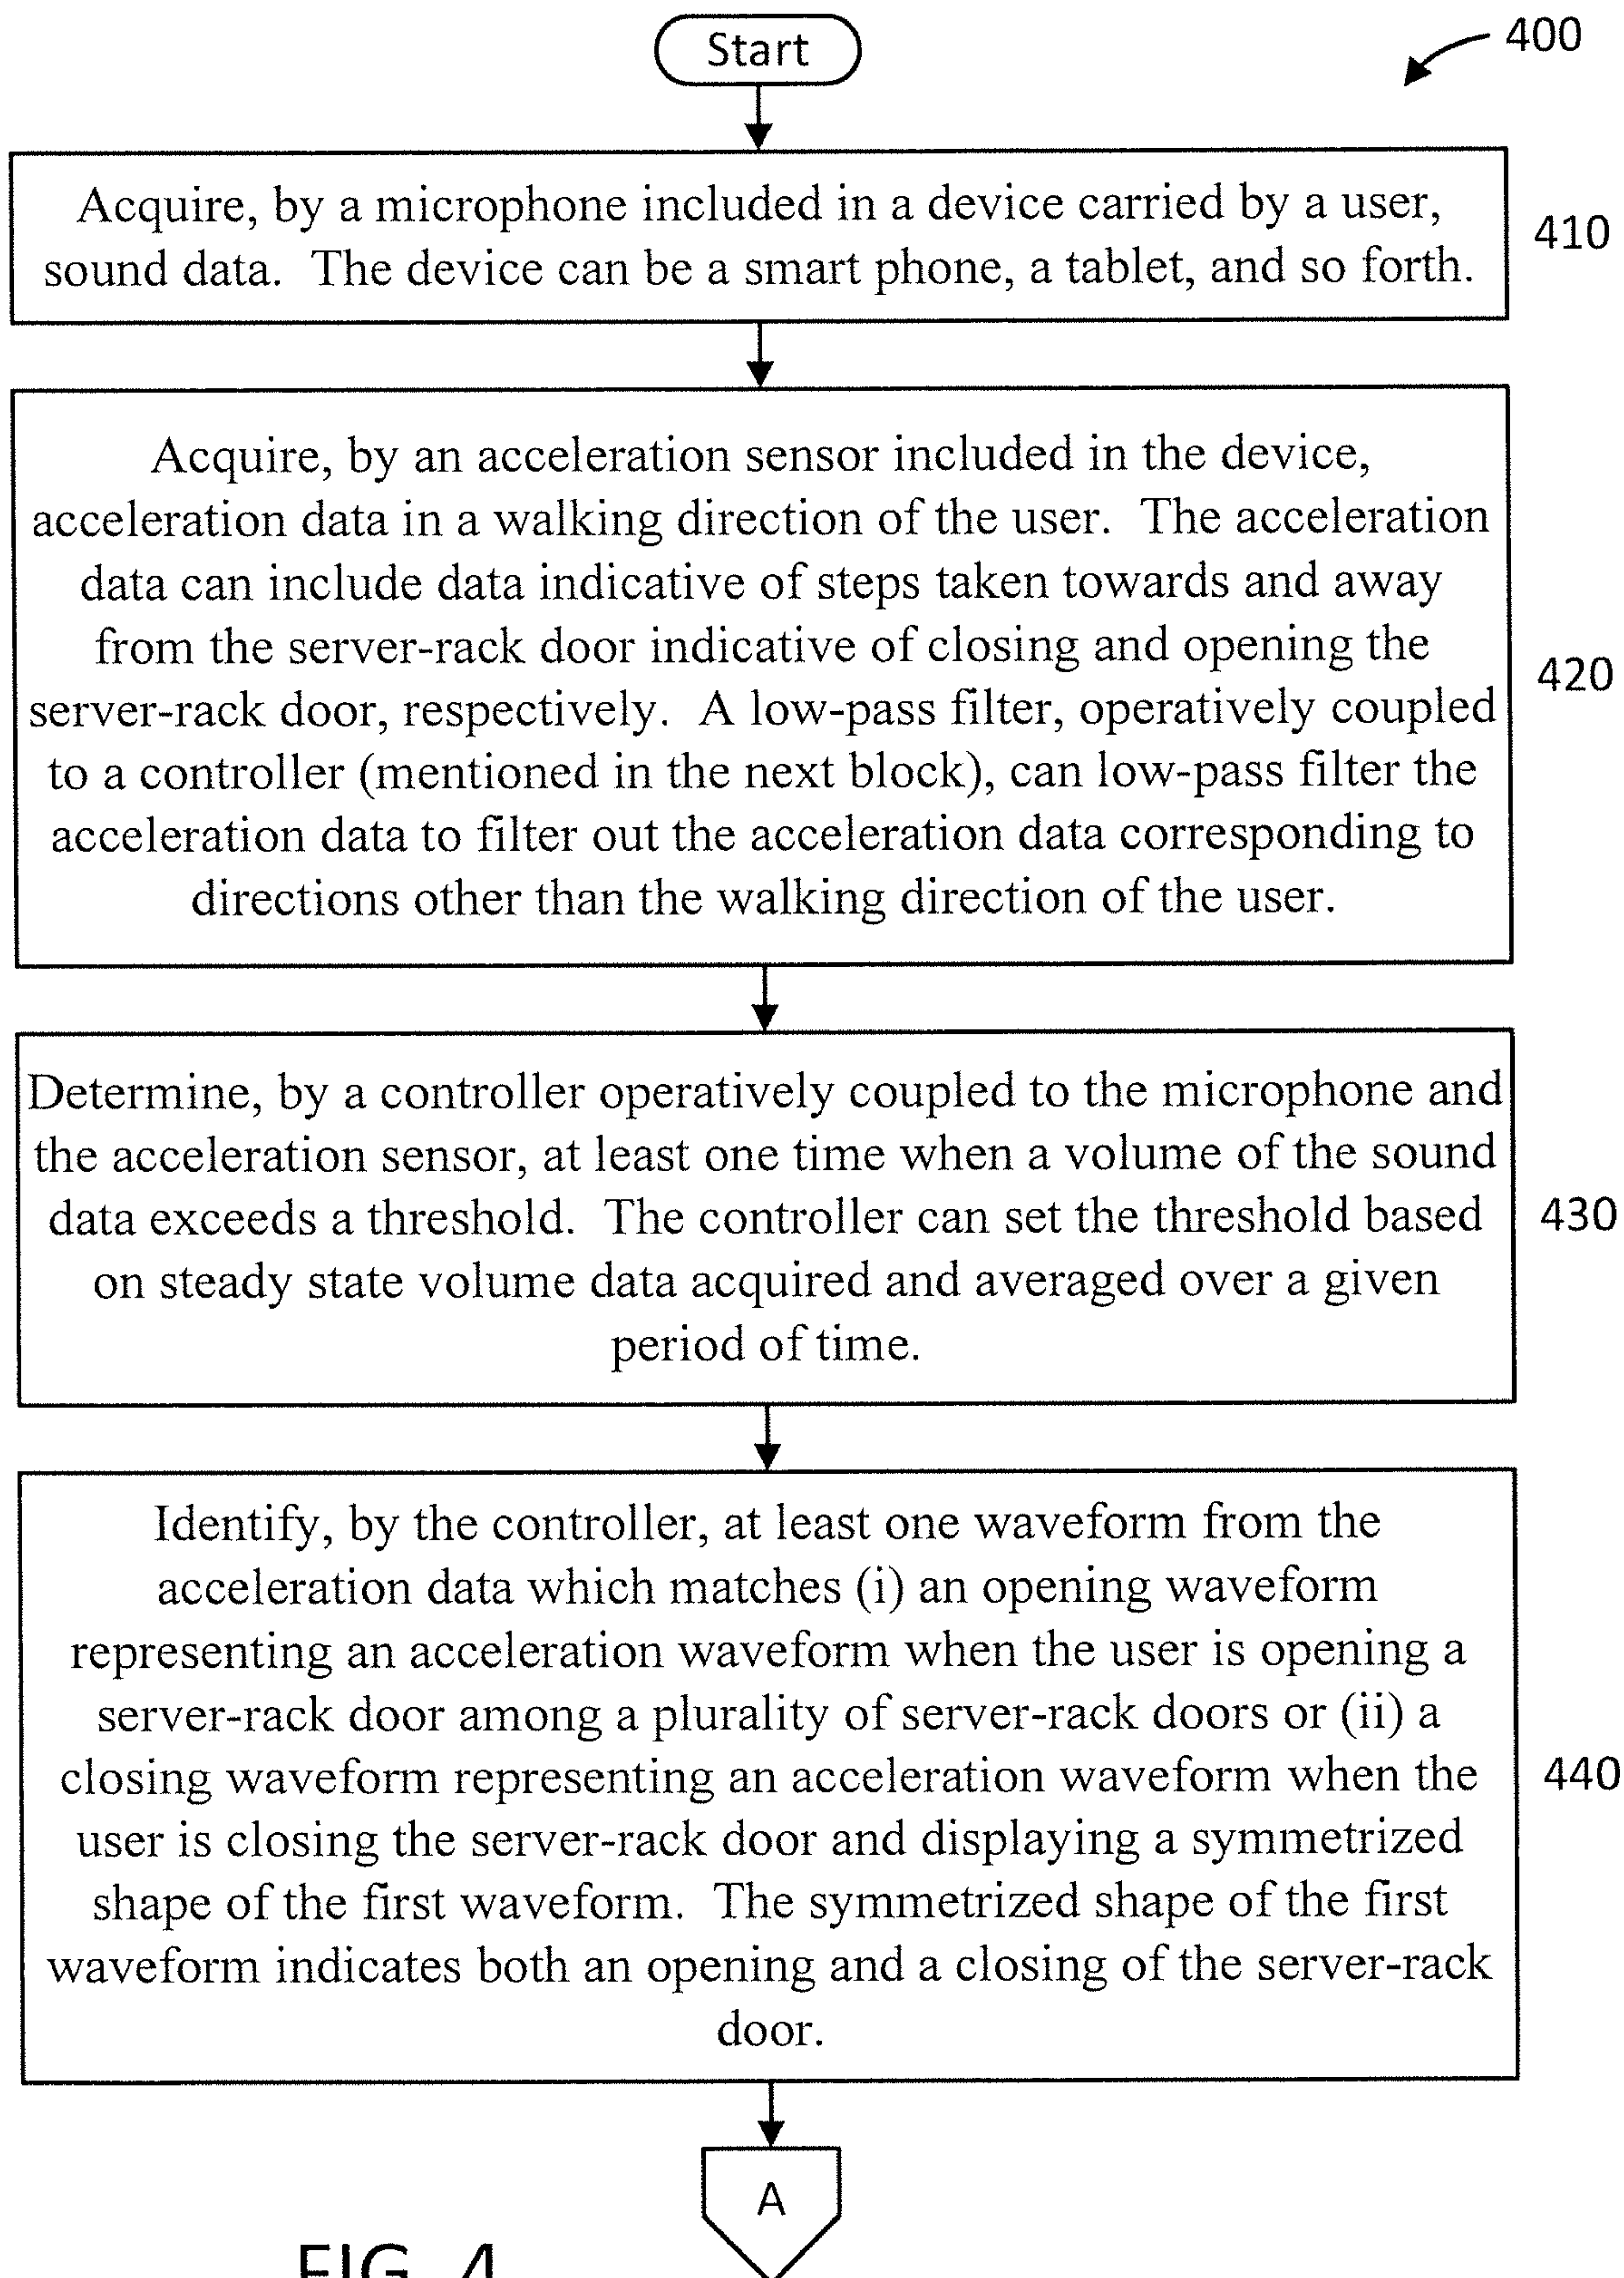 Start
400
Acquire, by a microphone included in a device carried by a user,
sound data. The device can be a smart phone, a tablet, and so forth.
410
Acquire, by an acceleration sensor included in the device,
acceleration data in a walking direction of the user. The acceleration
data can include data indicative of steps taken towards and away
from the server-rack door indicative of closing and opening the
server-rack door, respectively. A low-pass filter, operatively coupled
to a controller (mentioned in the next block), can low-pass filter the
acceleration data to filter out the acceleration data corresponding to
directions other than the walking direction of the user.
420
Determine, by a controller operatively coupled to the microphone and
the acceleration sensor, at least one time when a volume of the sound
data exceeds a threshold. The controller can set the threshold based
on steady state volume data acquired and averaged over a given
period of time.
430
Identify, by the controller, at least one waveform from the
acceleration data which matches (i) an opening waveform
representing an acceleration waveform when the user is opening a
server-rack door among a plurality of server-rack doors or (ii) a
closing waveform representing an acceleration waveform when the
user is closing the server-rack door and displaying a symmetrized
shape of the first waveform. The symmetrized shape of the first
waveform indicates both an opening and a closing of the server-rack
door.
440
A
FIG. 4